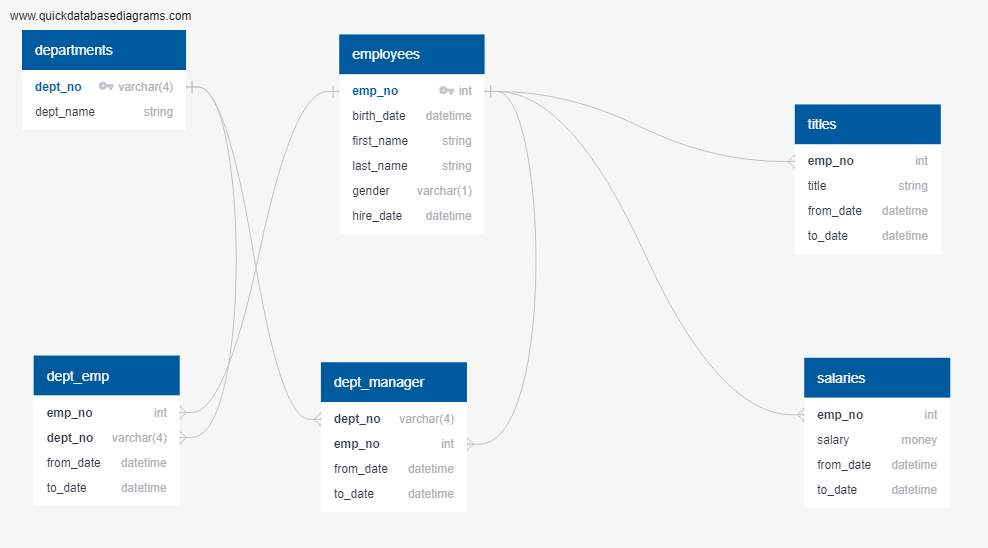 www.quickdatabasediagrams.com
departments
dept_no varchar(4)
dept_name string
employees
emp_no int
birth_date datetime
first_name string
last_name string
gender varchar(1)
hire_date datetime
titles
emp_no int
title string
from_date datetime
to_date datetime
dept_emp
emp_no int
dept_no varchar(4)
from_date datetime
to_date datetime
dept_manager
dept_no varchar(4)
emp_no int
from_date datetime
to_date datetime
salaries
emp_no int
salary money
from_date datetime
to_date datetime